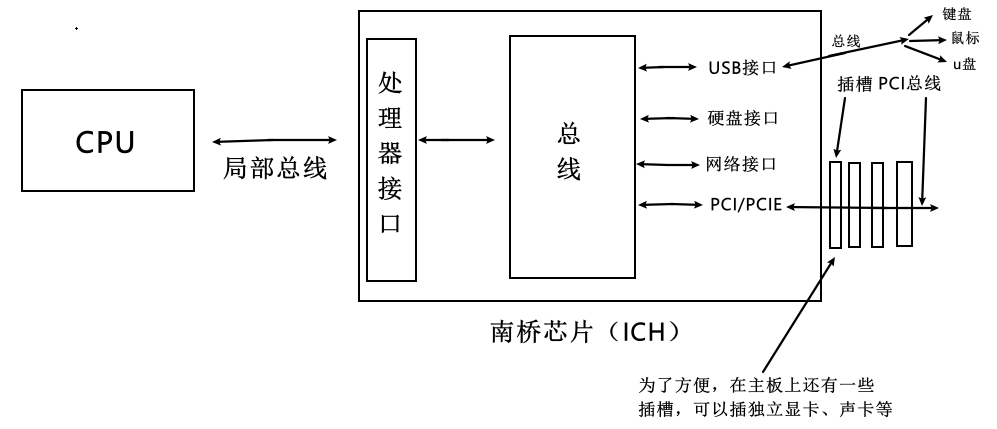 键盘
总线
鼠标
u盘
USB接口
插槽 PCI总线
CPU
局部总线
处理器接口
总线
硬盘接口
网络接口
PCI/PCIE
南桥芯片（ICH）
为了方便，在主板上还有一些
插槽，可以插独立显卡、声卡等